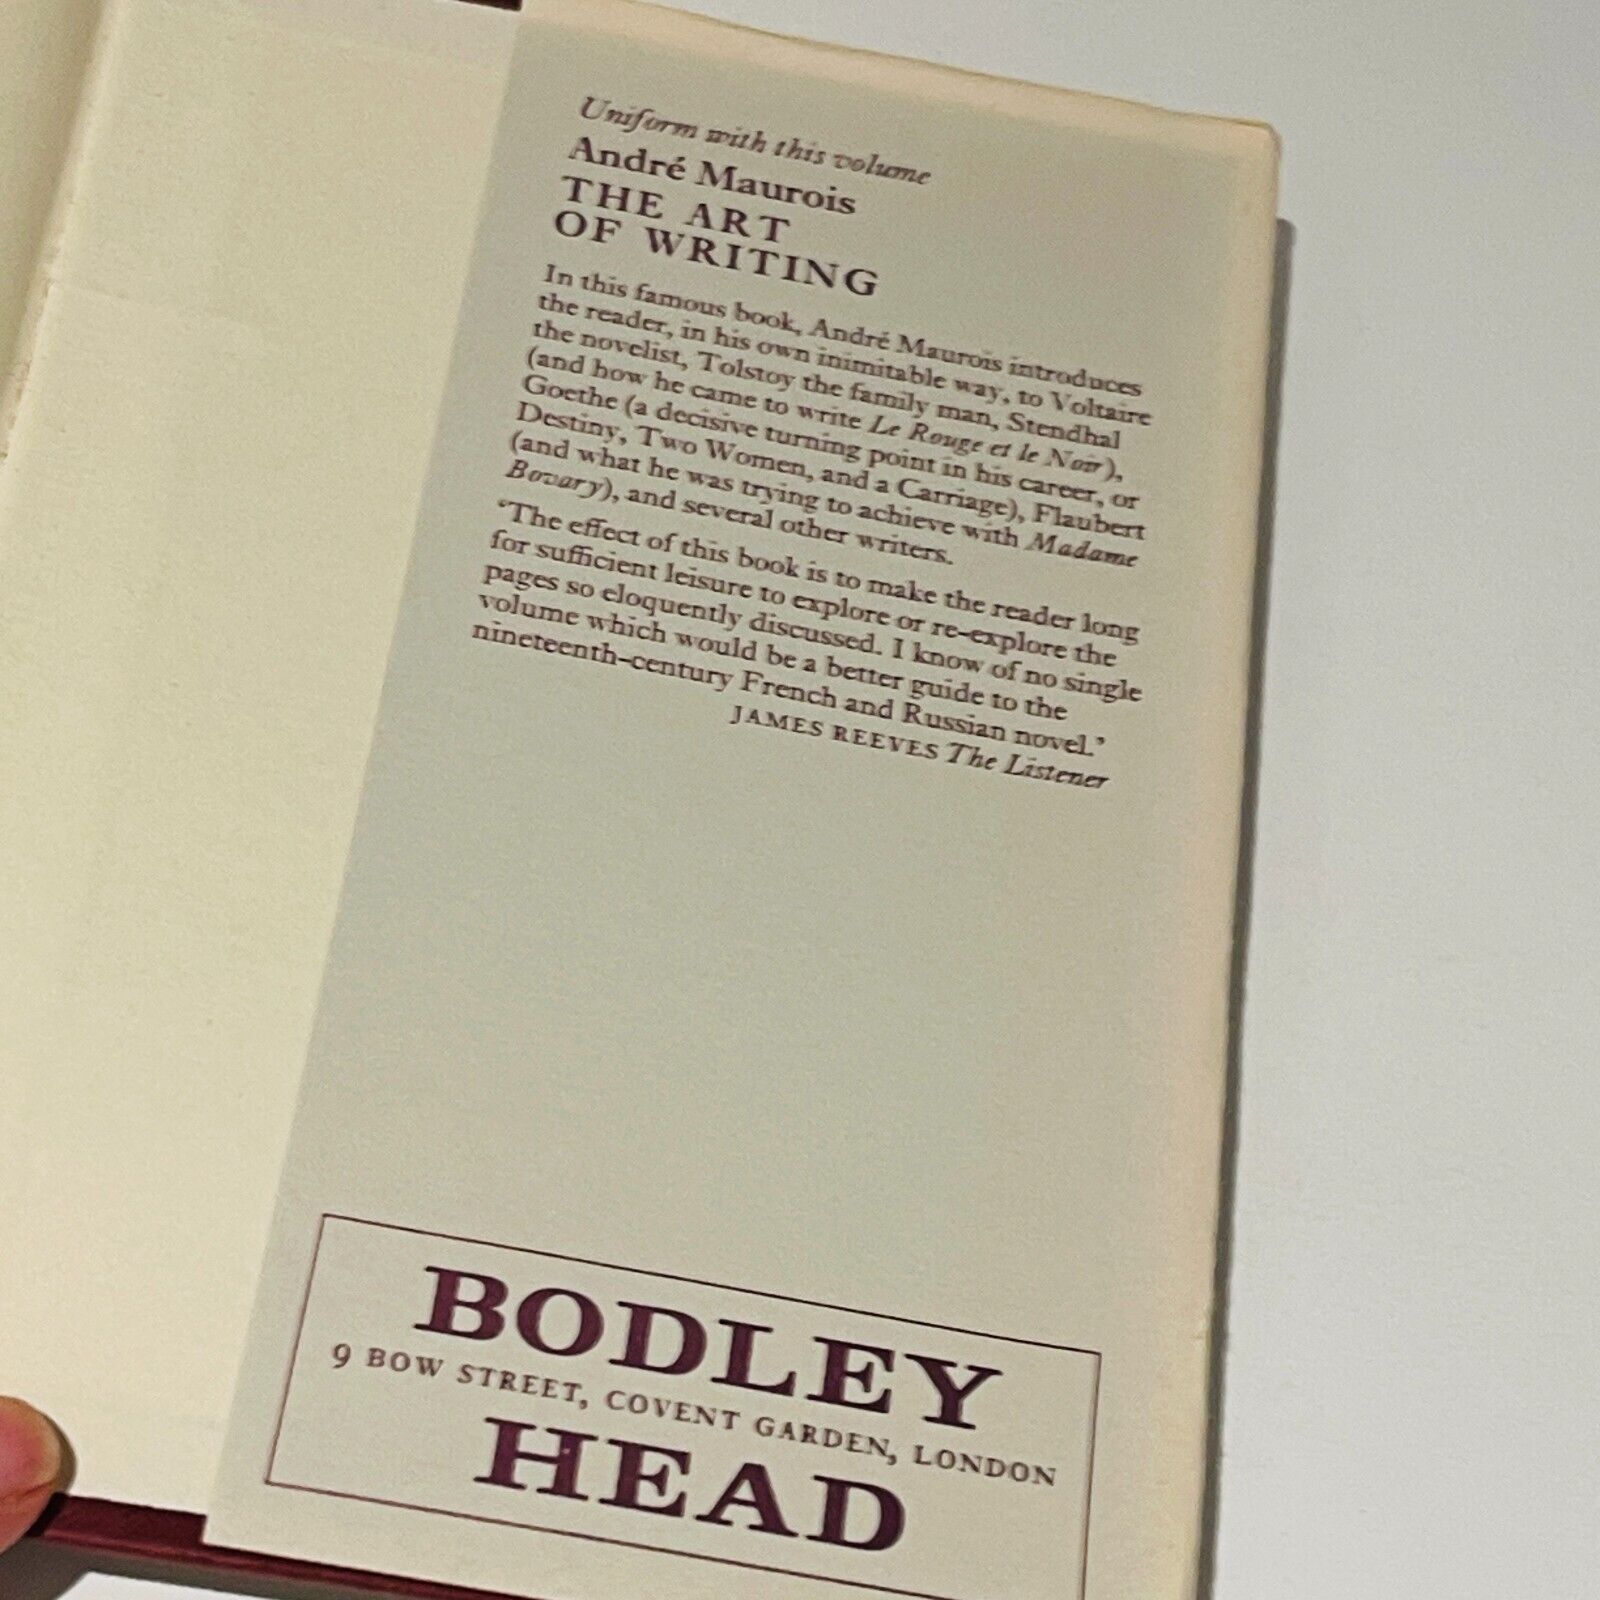 Uniform with this volume
André Maurois
THE ART
OF WRITING
In this famous book, André Maurois introduces
the reader, in his own inimitable way, to Voltaire
the novelist, Tolstoy the family man, Stendhal
(and how he came to write Le Rouge et le Noir),
Goethe (a decisive turning point in his career, or
Destiny, Two Women, and a Carriage), Flaubert
(and what he was trying to achieve with Madame
Bovary), and several other writers.
‘The effect of this book is to make the reader long
for sufficient leisure to explore or re-explore the
pages so eloquently discussed. I know of no single
volume which would be a better guide to the
nineteenth-century French and Russian novel.’
JAMES REEVES The Listener
BODLEY
9 BOW STREET, COVENT GARDEN, LONDON
HEAD